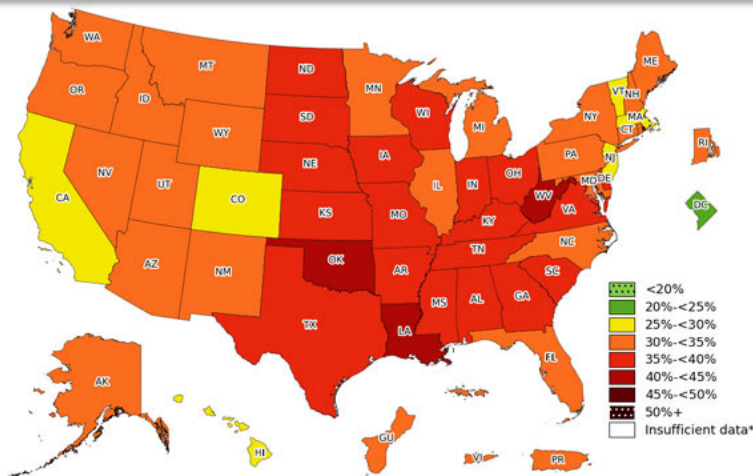 WA
MT
ND
MN
ME
OR
ID
SD
WI
VT
NH
WY
MI
NY
MA
CT
RI
IA
NE
PA
NJ
NV
UT
IL
IN
OH
MD
DE
CA
CO
WV
DC
KS
MO
KY
VA
TN
NC
OK
AZ
NM
AR
SC
MS
AL
GA
TX
LA
FL
AK
HI
GU
VI
PR
<20%
20%-<25%
25%-<30%
30%-<35%
35%-<40%
40%-<45%
45%-<50%
50%+
Insufficient data*